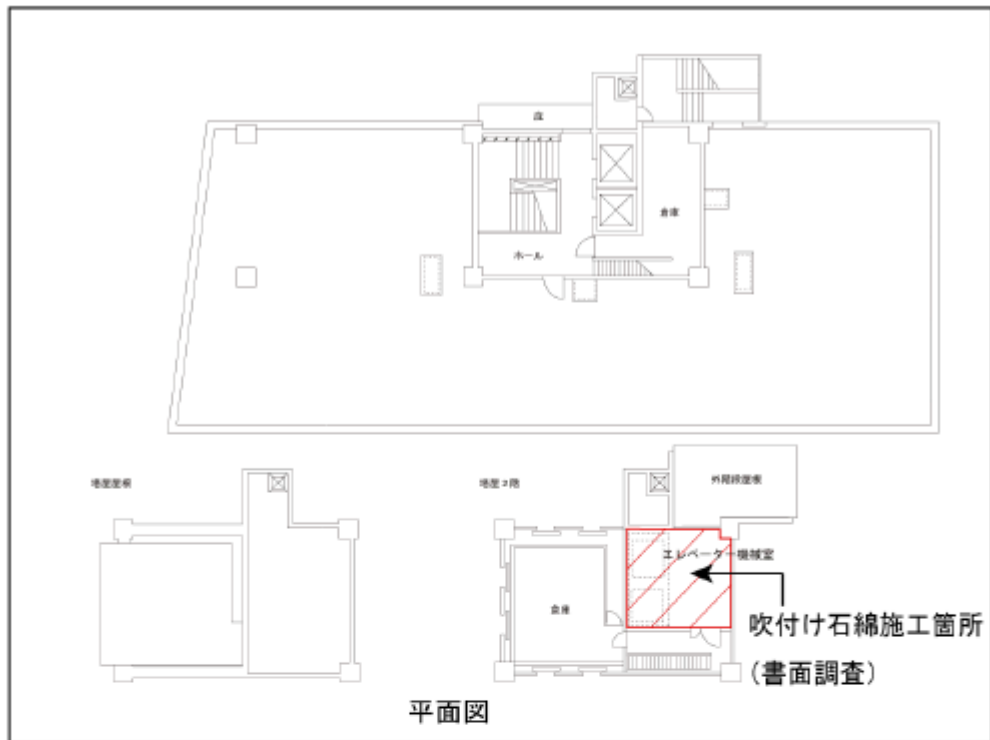 庇
倉庫
ホール
塔屋屋根
塔屋2階
外階段屋根
エレベーター機械室
倉庫
吹付け石綿施工箇所
(書面調査)
平面図